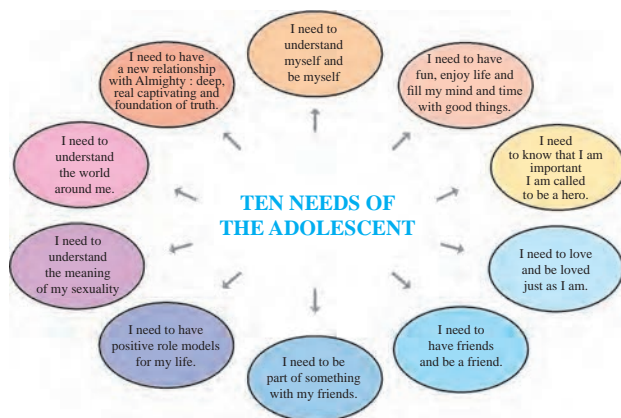 I need to
understand
myself and
be myself
I need to have
fun, enjoy life and
fill my mind and time
with good things.
I need
to know that I am
important
I am called
to be a hero.
I need to love
and be loved
just as I am.
I need to
have friends
and be a friend.
I need to be
part of something
with my friends.
I need to have
positive role models
for my life.
I need to
understand
the meaning
of my sexuality
I need to
understand
the world
around me.
I need to have
a new relationship
with Almighty : deep,
real captivating and
foundation of truth.
TEN NEEDS OF
THE ADOLESCENT